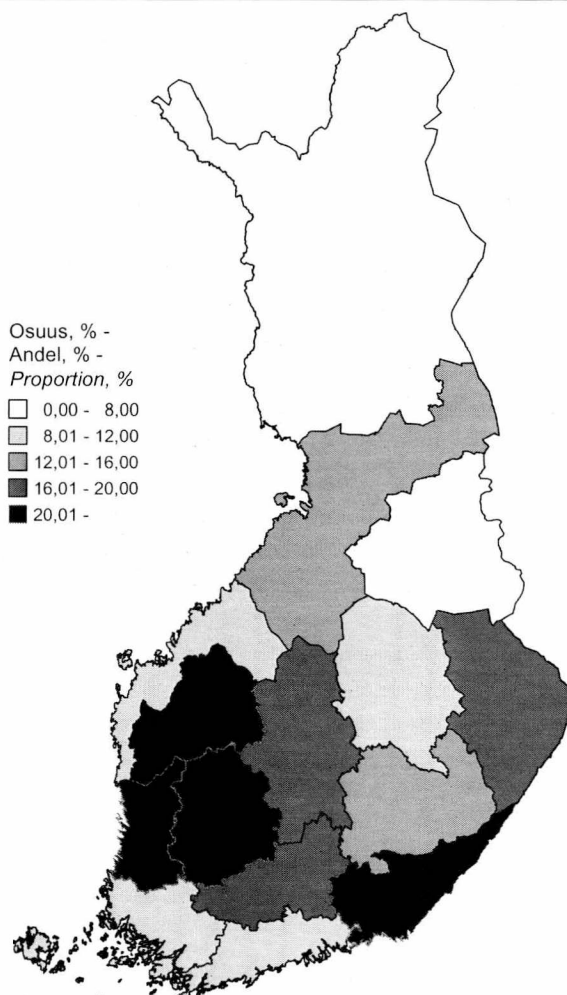 Osuus, % -
Andel, % -
Proportion, %
0,00 - 8,00
8,01 - 12,00
12,01 - 16,00
16,01 - 20,00
20,01 -